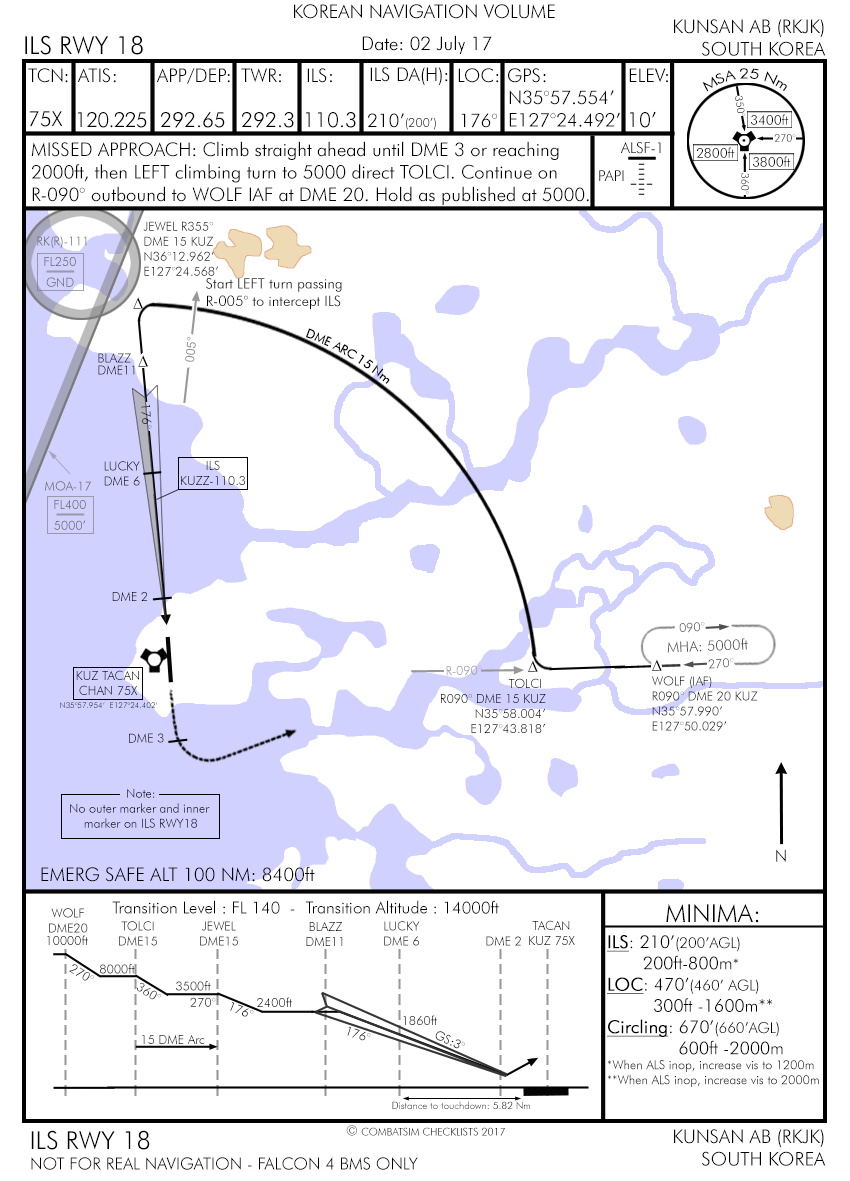 KOREAN NAVIGATION VOLUME
ILS RWY 18
Date: 02 July 17
KUNSAN AB (RKJK)
SOUTH KOREA
TCN:
75X
ATIS:
120.225
APP/DEP:
292.65
TWR:
292.3
ILS:
110.3
ILS DA(H):
210'(200')
LOC:
176°
GPS:
N35°57.554'
E127°24.492'
ELEV:
10'
MSA 25 Nm
350°
3400ft
270°
2800ft
3800ft
360°
MISSED APPROACH: Climb straight ahead until DME 3 or reaching
2000ft, then LEFT climbing turn to 5000 direct TOLCI. Continue on
R-090° outbound to WOLF IAF at DME 20. Hold as published at 5000.
ALSF-1
PAPI
RK(R)-111
FL250
GND
JEWEL R355°
DME 15 KUZ
N36°12.962'
E127°24.568'
Start LEFT turn passing
R-005° to intercept ILS
005°
DME ARC 15 Nm
BLAZZ
DME11
176°
LUCKY
DME 6
ILS
KUZZ-110.3
MOA-17
FL400
5000'
DME 2
KUZ TACAN
CHAN 75X
N35°57.954' E127°24.402'
DME 3
R-090
TOLCI
R090° DME 15 KUZ
N35°58.004'
E127°43.818'
090°
MHA: 5000ft
270°
WOLF (IAF)
R090° DME 20 KUZ
N35°57.990'
E127°50.029'
Note:
No outer marker and inner
marker on ILS RWY18
N
EMERG SAFE ALT 100 NM: 8400ft
Transition Level : FL 140 - Transition Altitude : 14000ft
WOLF
DME20
10000ft
TOLCI
DME15
JEWEL
DME15
BLAZZ
DME11
LUCKY
DME 6
DME 2
TACAN
KUZ 75X
270°
8000ft
360°
3500ft
270°
176°
2400ft
176°
1860ft
GS:3°
15 DME Arc
Distance to touchdown: 5.82 Nm
MINIMA:
ILS: 210'(200'AGL)
200ft-800m*
LOC: 470'(460' AGL)
300ft -1600m**
Circling: 670'(660'AGL)
600ft -2000m
*When ALS inop, increase vis to 1200m
**When ALS inop, increase vis to 2000m
ILS RWY 18
NOT FOR REAL NAVIGATION - FALCON 4 BMS ONLY
© COMBATSIM CHECKLISTS 2017
KUNSAN AB (RKJK)
SOUTH KOREA